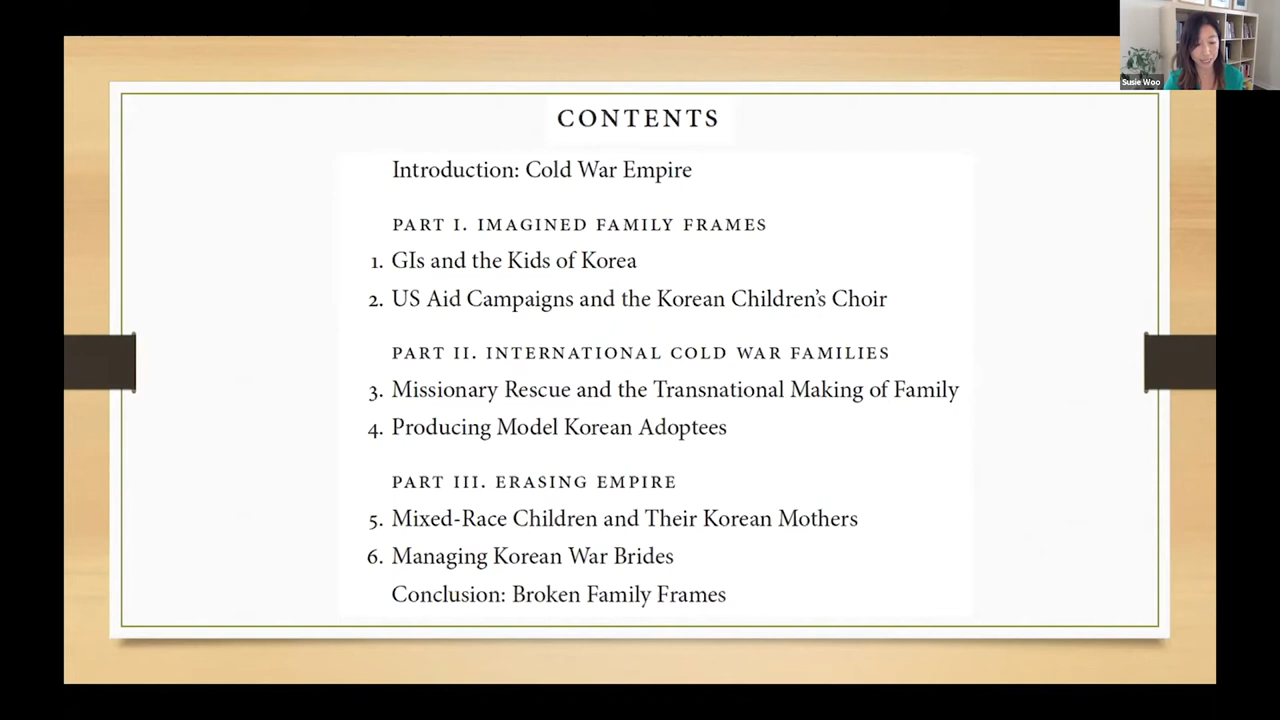 Susie Woo
CONTENTS
Introduction: Cold War Empire
PART I. IMAGINED FAMILY FRAMES
1. GIs and the Kids of Korea
2. US Aid Campaigns and the Korean Children’s Choir
PART II. INTERNATIONAL COLD WAR FAMILIES
3. Missionary Rescue and the Transnational Making of Family
4. Producing Model Korean Adoptees
PART III. ERASING EMPIRE
5. Mixed-Race Children and Their Korean Mothers
6. Managing Korean War Brides
Conclusion: Broken Family Frames